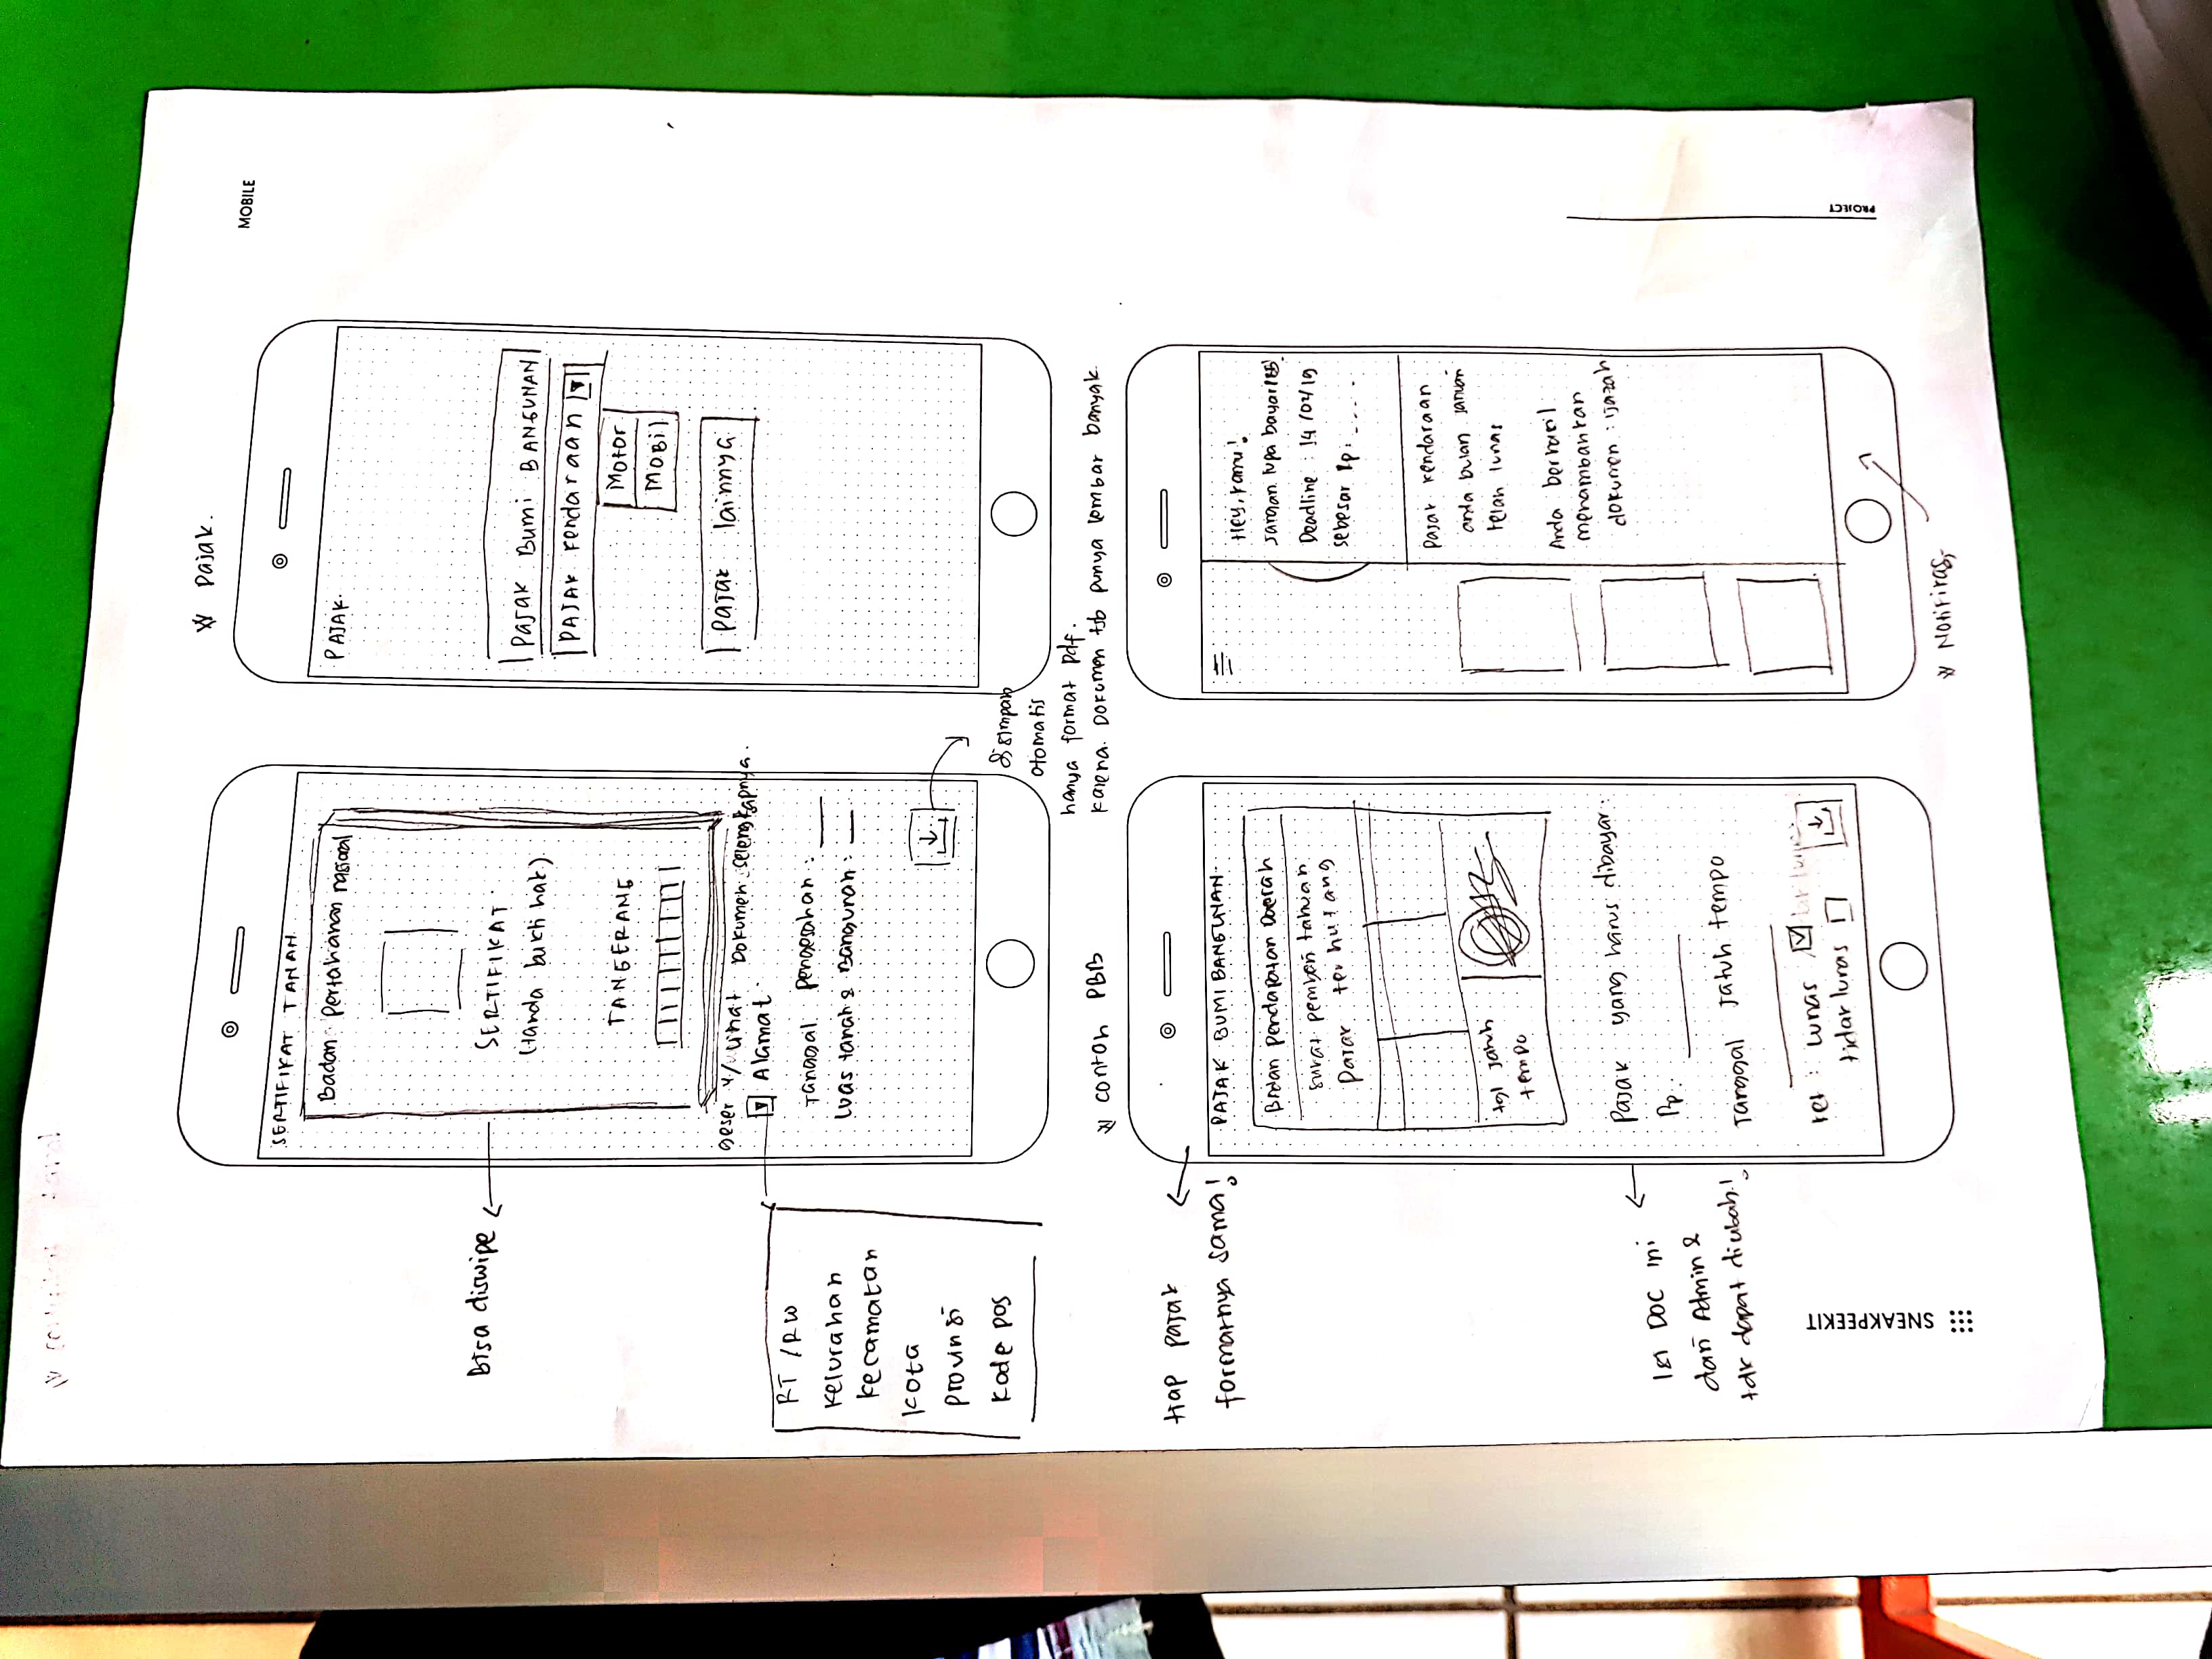 MOBILE
PROJECT
SNEAKPEEKIT
SERTIFIKAT TANAH
Badan pertahanan nasional
SERTIFIKAT
(tanda bukti hak)
TANGERANG
Geser u/ lihat dokumen selengkapnya.
Alamat
Tanggal pengesahan :
Luas tanah & Bangunan :
Bisa diswipe
RT /RW
Kelurahan
Kecamatan
Kota
Provinsi
Kode pos
Disimpan
otomatis
hanya format pdf.
Karena dokumen tsb punya lembar banyak
Pajak.
PAJAK.
Pajak Bumi BANGUNAN
PAJAK Kendaraan
Motor
Mobil
Pajak lainnya
contoh PBB
PAJAK BUMI BANGUNAN.
Badan pendapatan Daerah
surat pemberi tahuan
Pajak terhutang
tgl jatuh
tempo
Pajak yang harus dibayar :
Rp.
Tanggal jatuh tempo
ket : Lunas
tidak lunas
tiap pajak
formatnya sama!
isi DOC ini
dari Admin &
tdk dapat diubah!
Hey, kamu!
Jangan lupa bayar PBB
Deadline : 14/02/19
sebesar Rp. ....
Pajak kendaraan
anda bulan Januari
telah lunas
Anda berhasil
menambahkan
dokumen : ijazah
Notifikasi